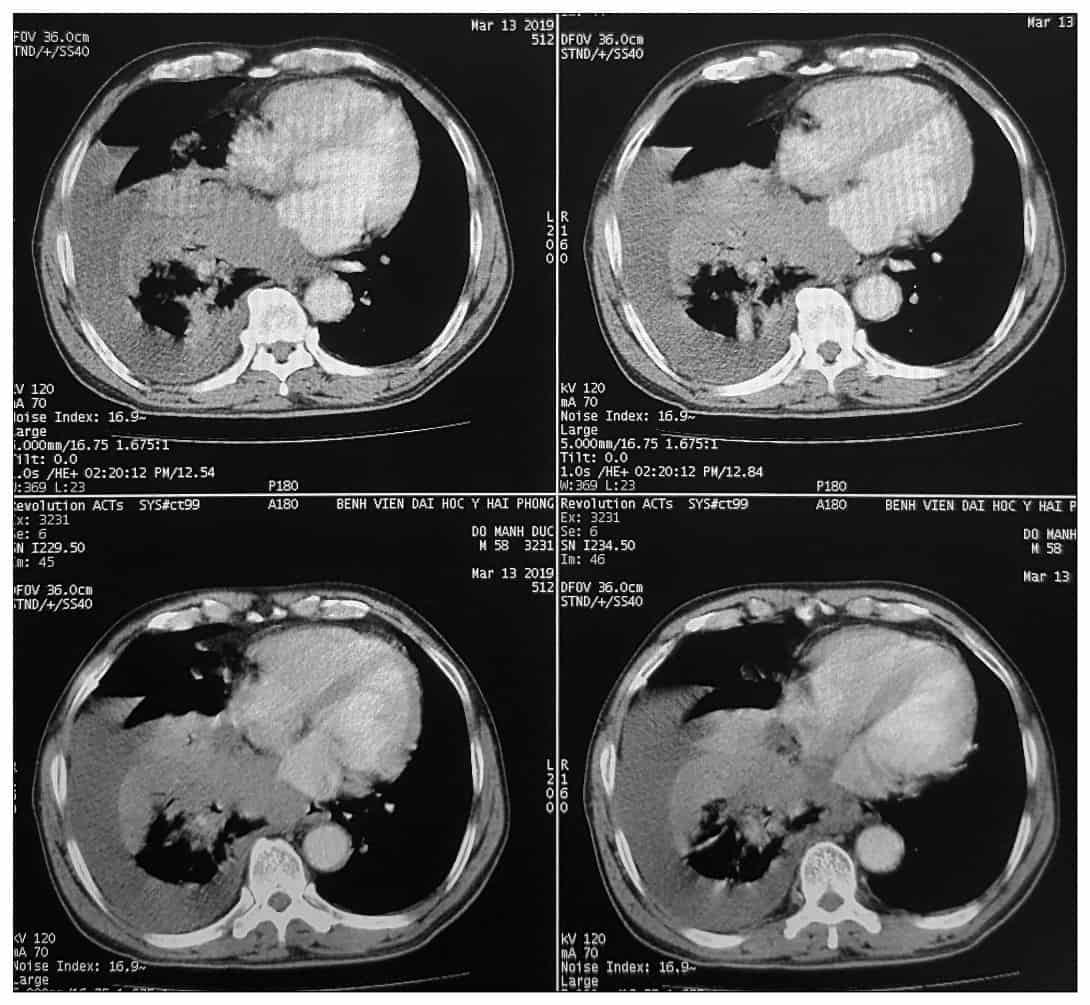 Mar 13 2019
512
DFOV 36.0cm
STND/+/SS40
L
2
0
0
kV 120
mA 70
Noise Index: 16.9~
Large
5.000mm/16.75 1.675:1
Tilt: 0.0
1.0s /HE+ 02:20:12 PM/12.54
W:369 L:23
P180
Mar 13
DFOV 36.0cm
STND/+/SS40
R
1
6
0
kV 120
mA 70
Noise Index: 16.9~
Large
5.000mm/16.75 1.675:1
Tilt: 0.0
1.0s /HE+ 02:20:12 PM/12.84
W:369 L:23
P180
Revolution ACTs SYS#ct99 A180 BENH VIEN DAI HOC Y HAI PHONG
Ex: 3231
Se: 6
SN I229.50
Im: 45
DO MANH DUC
M 58 3231
Mar 13 2019
512
DFOV 36.0cm
STND/+/SS40
L
2
0
0
kV 120
mA 70
Noise Index: 16.9~
Large
Revolution ACTs SYS#ct99 A180 BENH VIEN DAI HOC Y HAI P
Ex: 3231
Se: 6
SN I234.50
Im: 46
DO MANH
M 58
Mar 13
DFOV 36.0cm
STND/+/SS40
R
1
6
0
kV 120
mA 70
Noise Index: 16.9~
Large